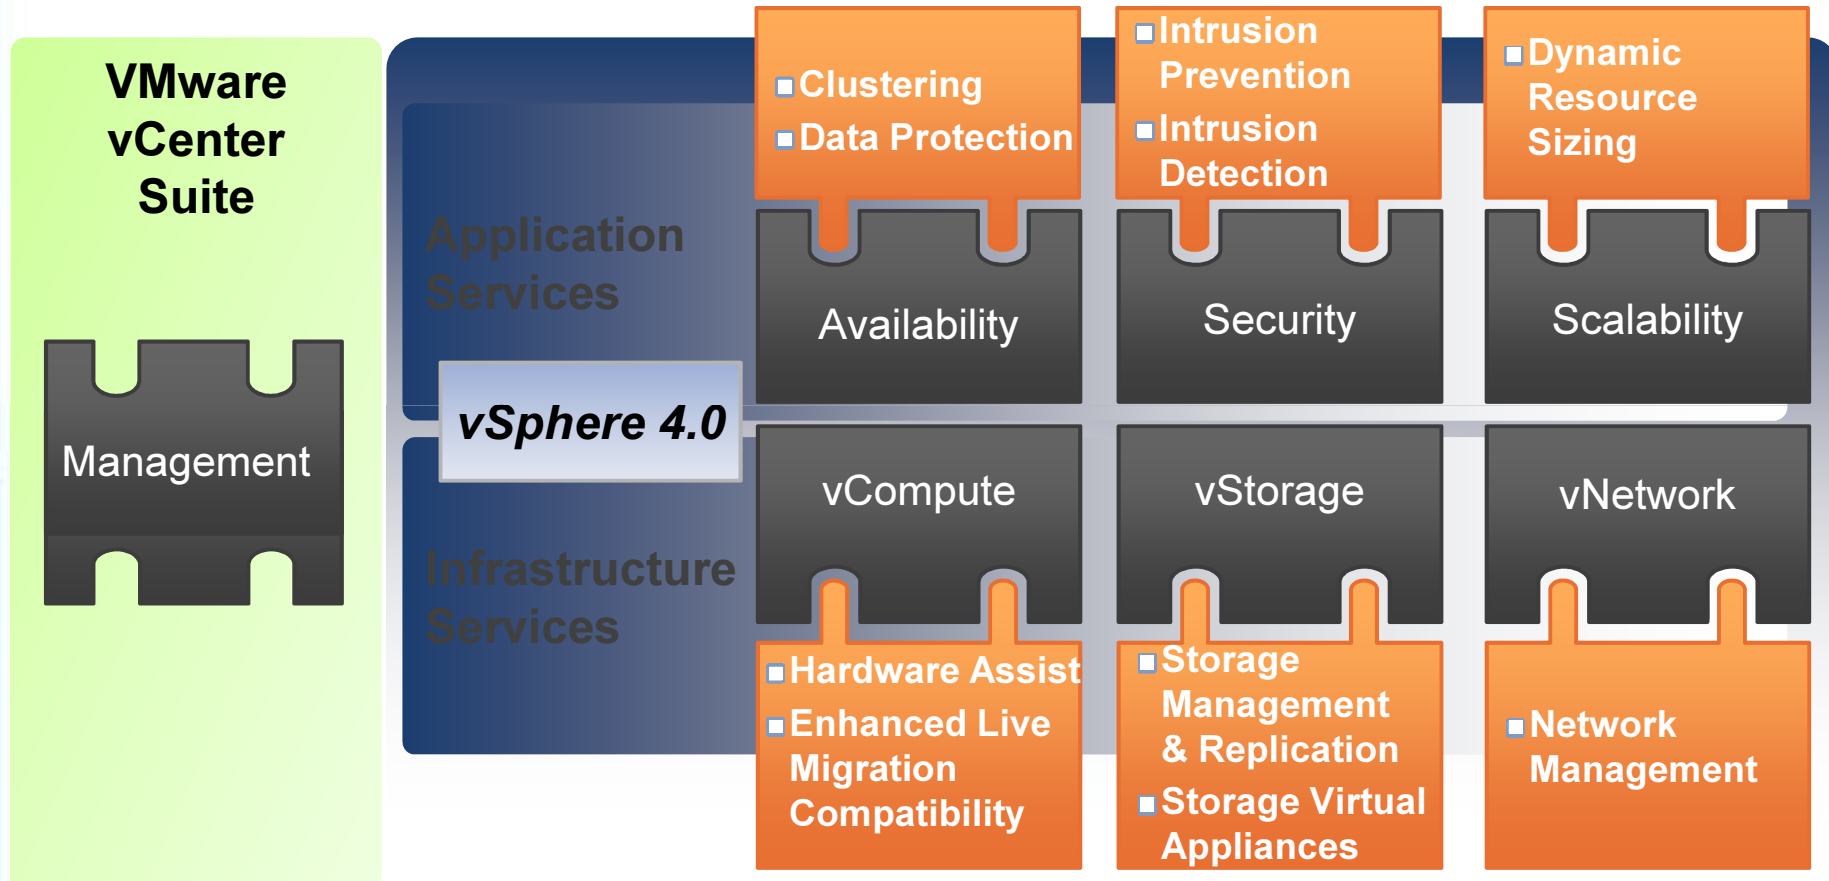 VMware
vCenter
Suite
Management
Application
Services
vSphere 4.0
Infrastructure
Services
Clustering
Data Protection
Intrusion
Prevention
Intrusion
Detection
Dynamic
Resource
Sizing
Availability
Security
Scalability
vCompute
vStorage
vNetwork
Hardware Assist
Enhanced Live
Migration
Compatibility
Storage
Management
& Replication
Storage Virtual
Appliances
Network
Management